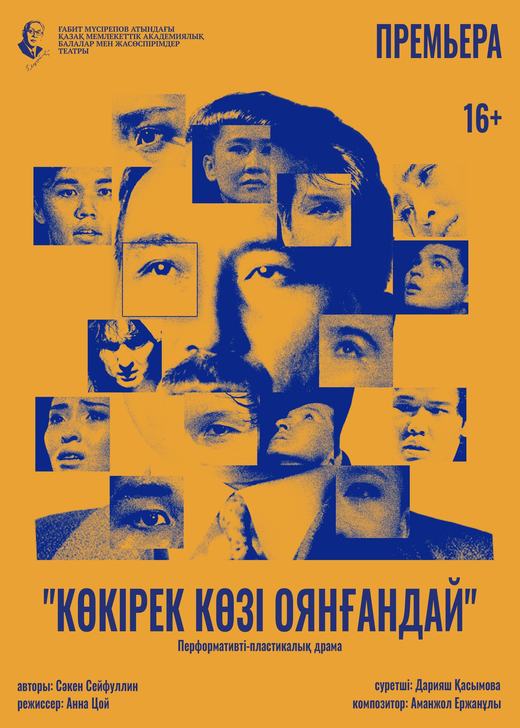 ҒАБИТ МҮСІРЕПОВ АТЫНДАҒЫ
ҚАЗАҚ МЕМЛЕКЕТТІК АКАДЕМИЯЛЫҚ
БАЛАЛАР МЕН ЖАСӨСПІРІМДЕР
ТЕАТРЫ
ПРЕМЬЕРА
16+
"КӨКІРЕК КӨЗІ ОЯНҒАНДАЙ"
Перформативті-пластикалық драма
авторы: Сәкен Сейфуллин
режиссер: Анна Цой
суретші: Дарияш Қасымова
композитор: Аманжол Ержанұлы